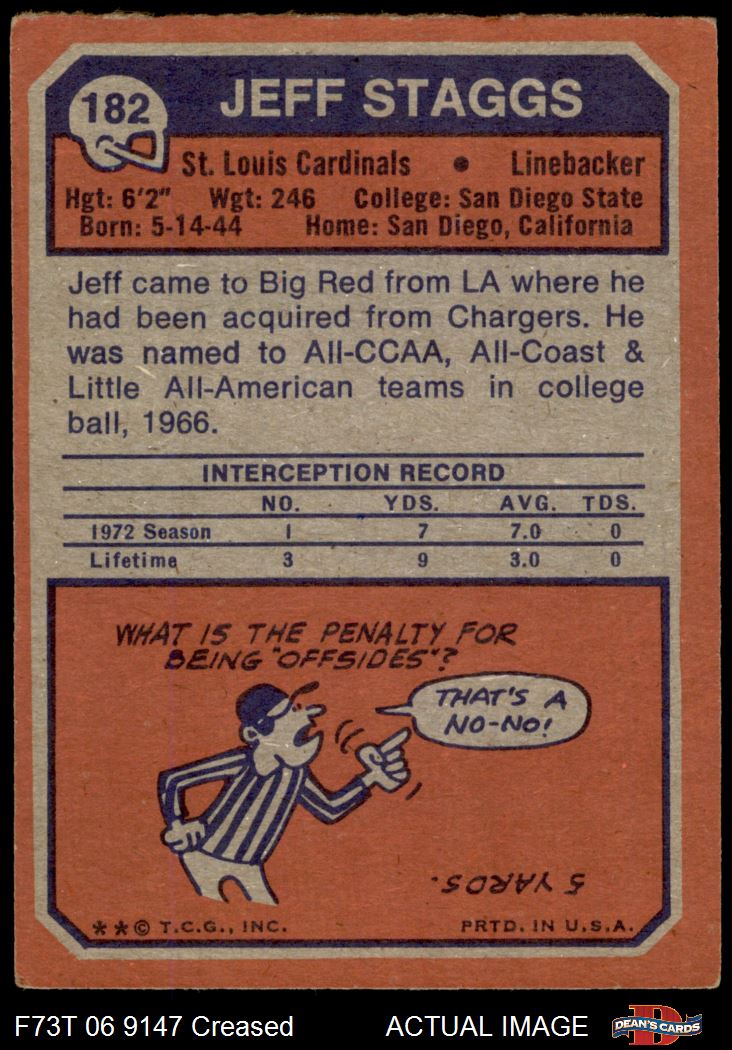 182
JEFF STAGGS
St. Louis Cardinals • Linebacker
Hgt: 6'2" Wgt: 246 College: San Diego State
Born: 5-14-44 Home: San Diego, California
Jeff came to Big Red from LA where he
had been acquired from Chargers. He
was named to All-CCAA, All-Coast &
Little All-American teams in college
ball, 1966.
INTERCEPTION RECORD
NO. YDS. AVG. TDS.
1972 Season 1 7 7.0 0
Lifetime 3 9 3.0 0
WHAT IS THE PENALTY FOR
BEING "OFFSIDES"?
THAT'S A
NO-NO!
5 YARDS.
**© T.C.G., INC. PRTD. IN U.S.A.
F73T 06 9147 Creased ACTUAL IMAGE
D
DEAN'S CARDS